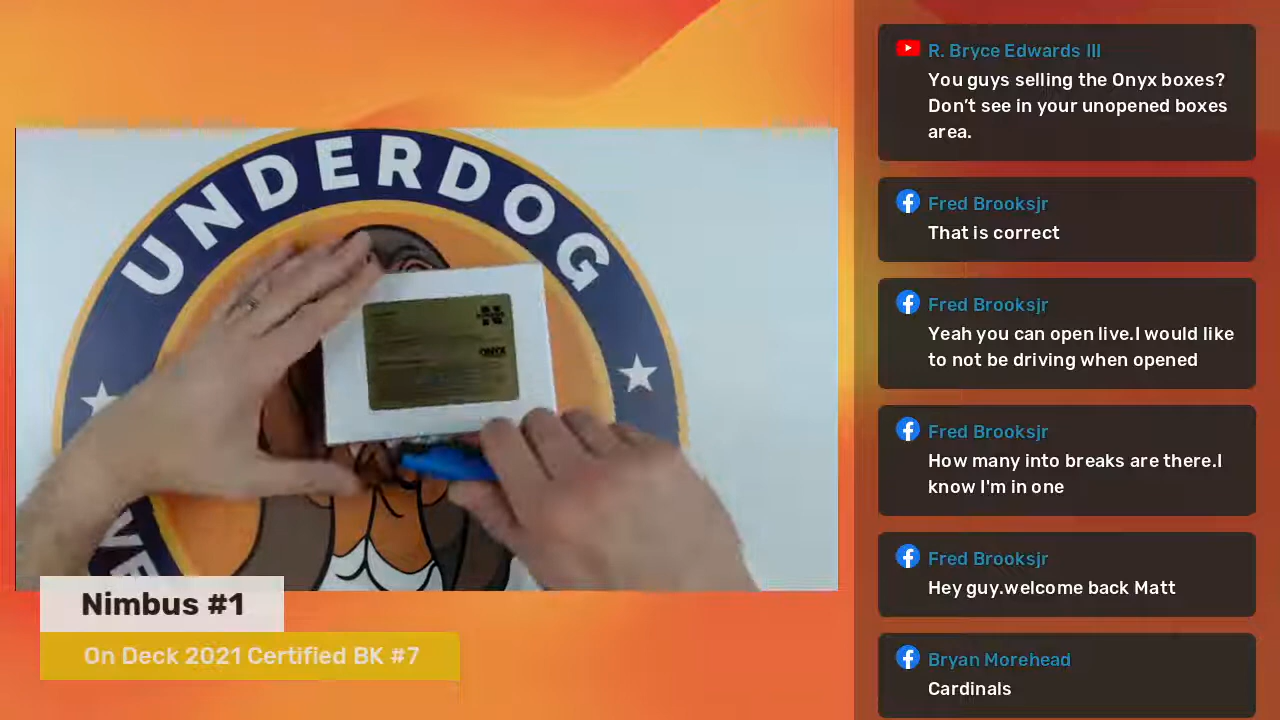 UNDERDOG
ONYX
Nimbus #1
On Deck 2021 Certified BK #7
R. Bryce Edwards III
You guys selling the Onyx boxes?
Don't see in your unopened boxes
area.
Fred Brooksjr
That is correct
Fred Brooksjr
Yeah you can open live.I would like
to not be driving when opened
Fred Brooksjr
How many into breaks are there.I
know I'm in one
Fred Brooksjr
Hey guy.welcome back Matt
Bryan Morehead
Cardinals